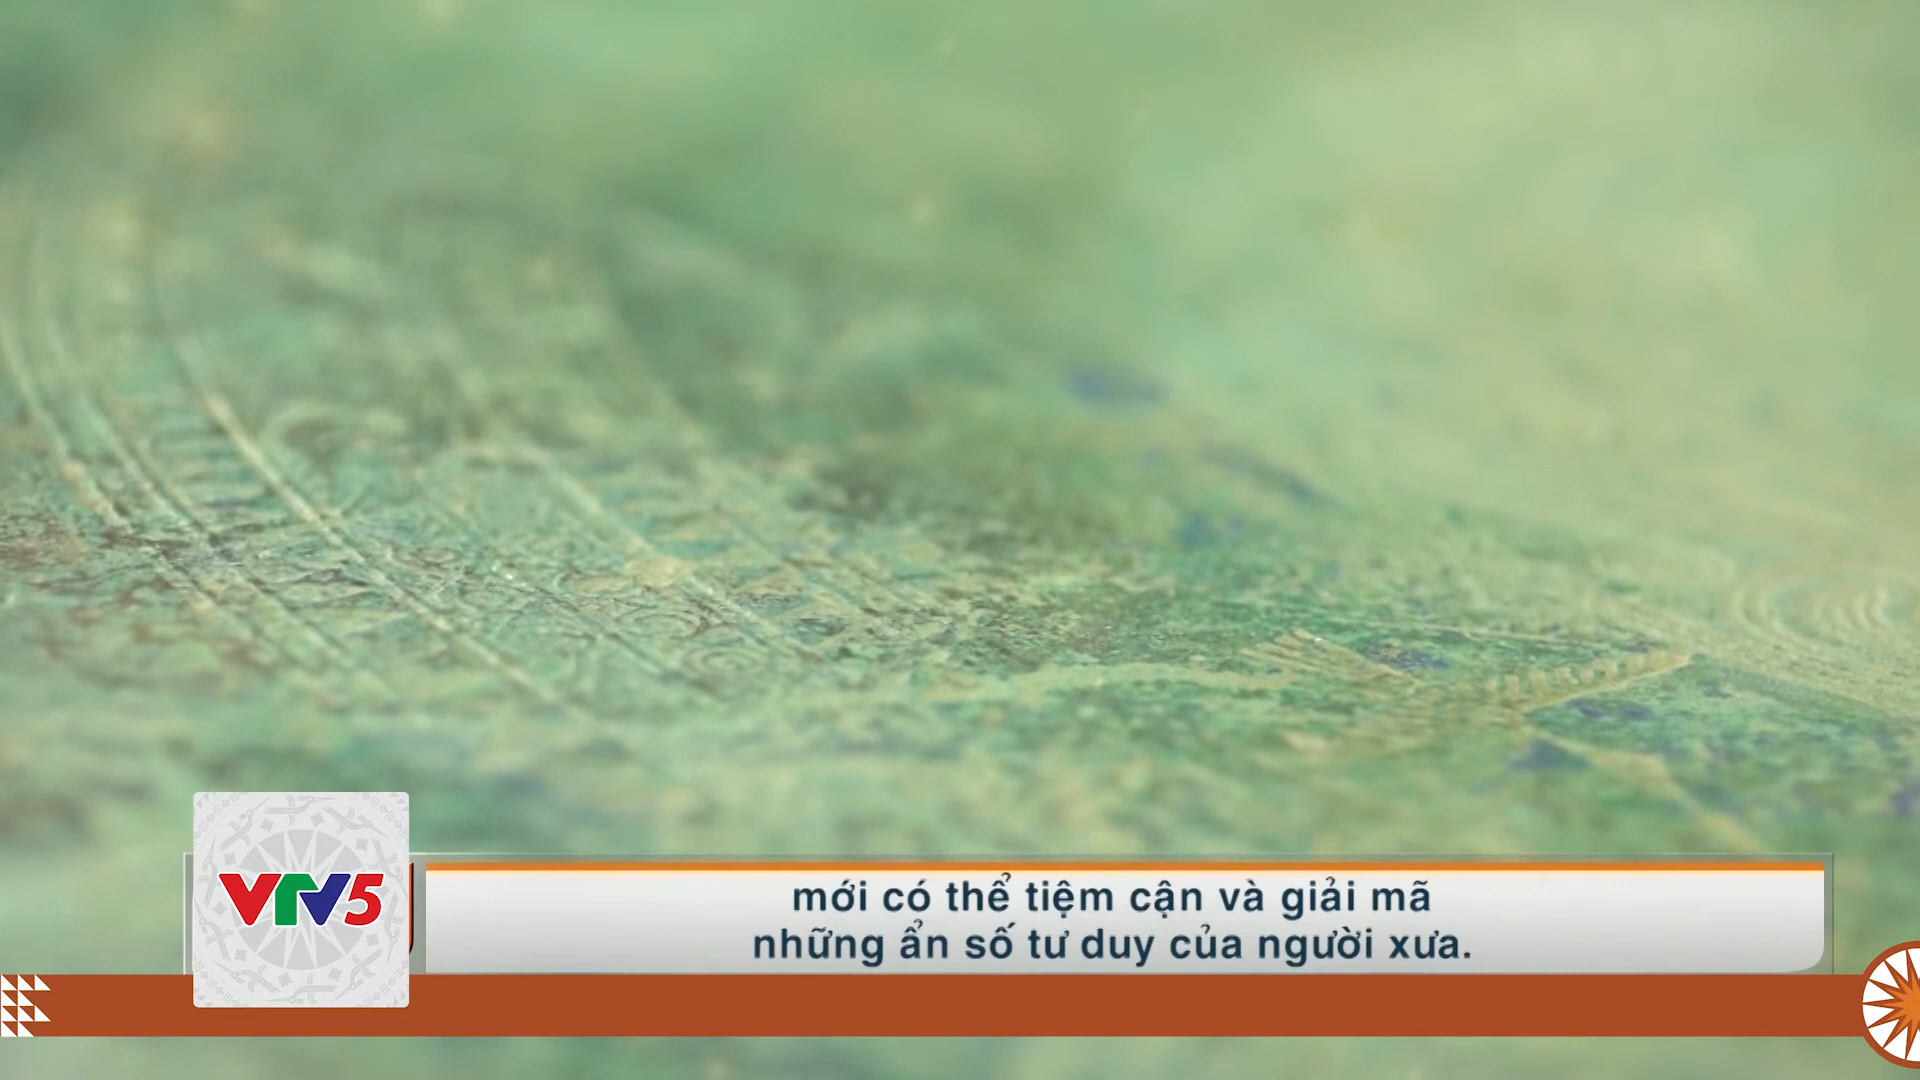 VTV5
mới có thể tiệm cận và giải mã
những ẩn số tư duy của người xưa.